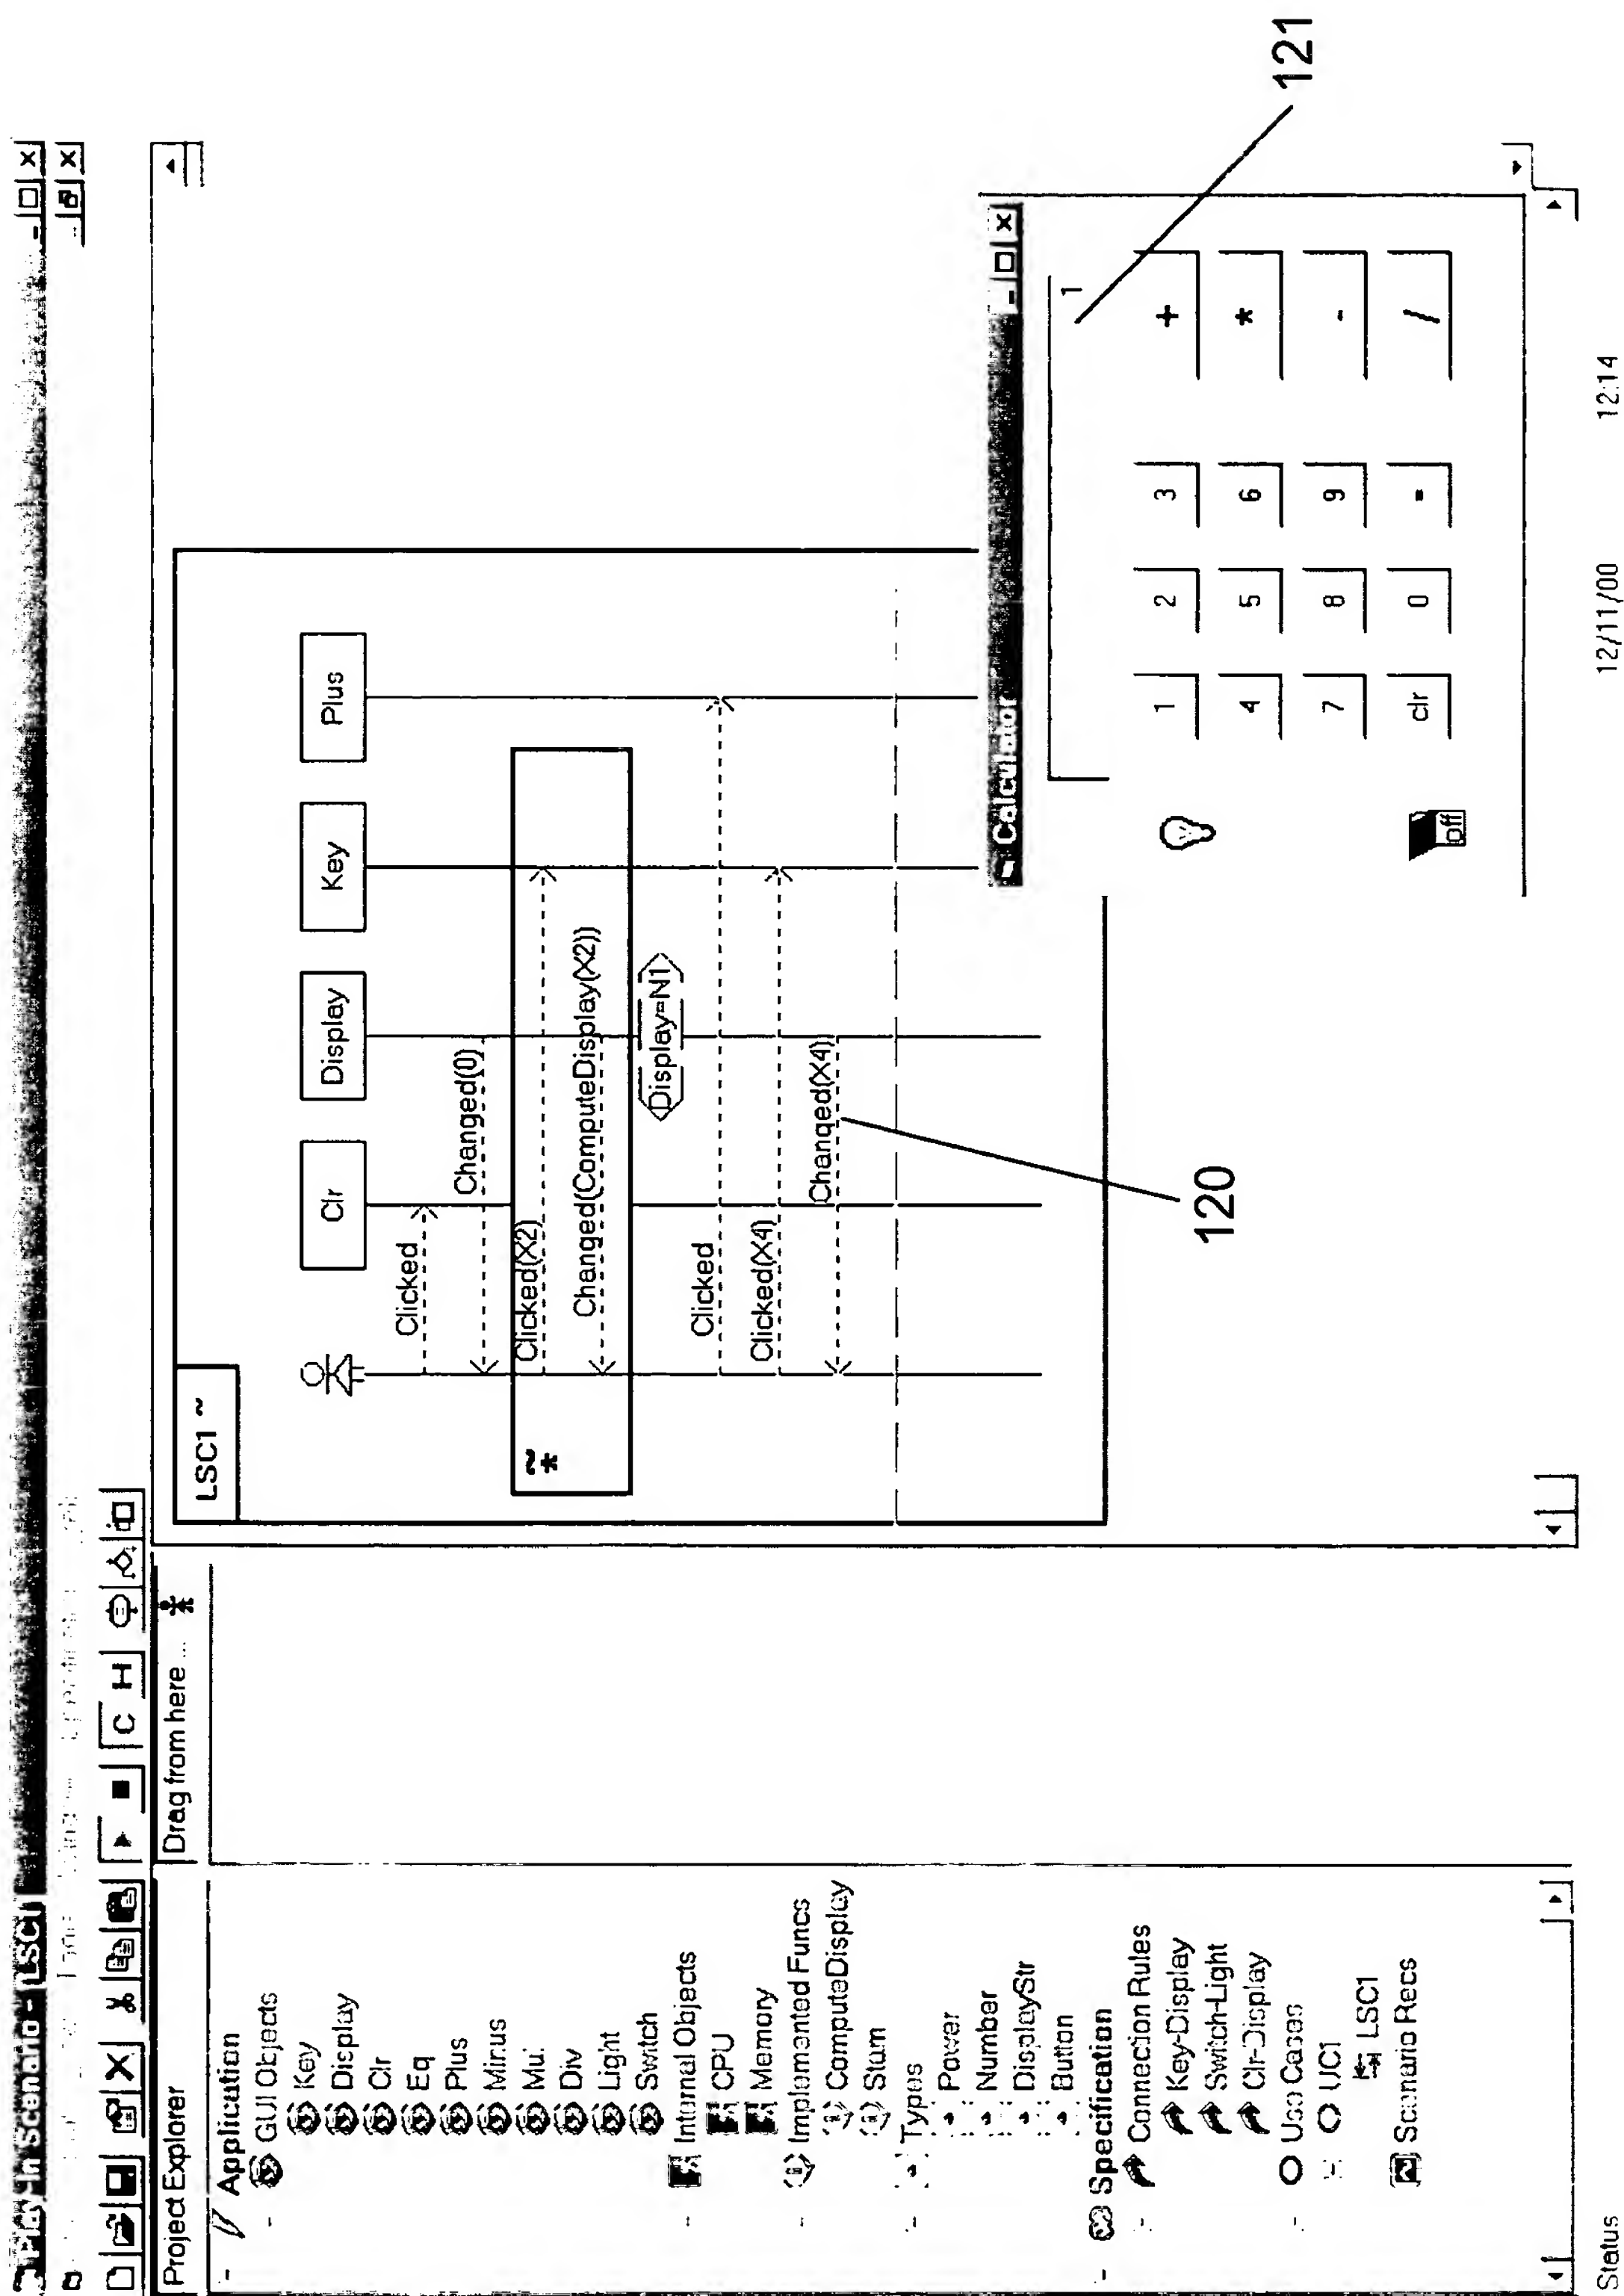 Play-In Scenario - [LSC1]
C H
Project Explorer
Drag from here ...
Application
GUI Objects
Key
Display
Clr
Eq
Plus
Minus
Mul
Div
Light
Switch
Internal Objects
CPU
Memory
Implemented Funcs
ComputeDisplay
Stam
Types
Power
Number
DisplayStr
Button
Specification
Connection Rules
Key-Display
Switch-Light
Clr-Display
Use Cases
UC1
LSC1
Scenario Recs
LSC1 ~
Clr Display Key Plus
Clicked
Changed(0)
~*
Clicked(X2)
Changed(ComputeDisplay(X2))
Display=N1
Clicked
Clicked(X4)
Changed(X4)
120
Calculator
1
121
1 2 3 +
4 5 6 *
7 8 9 -
clr 0 = /
off
Status
12/11/00 12:14